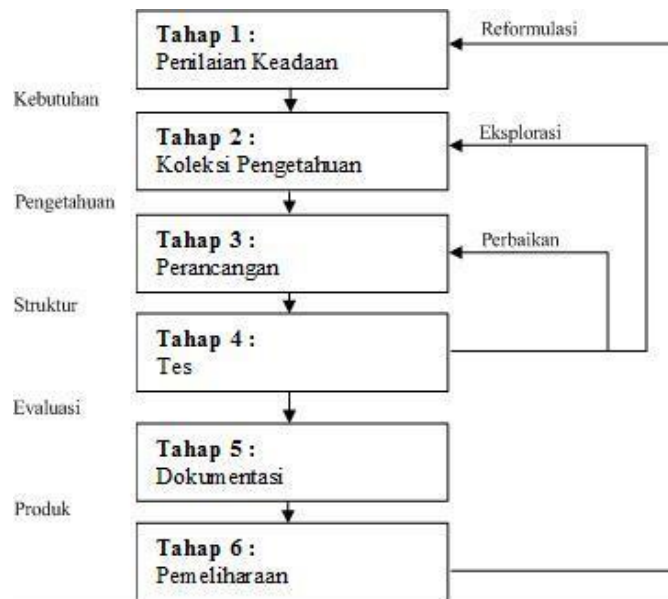 Tahap 1 :
Penilaian Keadaan
Reformulasi
Kebutuhan
Tahap 2 :
Koleksi Pengetahuan
Eksplorasi
Pengetahuan
Tahap 3 :
Perancangan
Perbaikan
Struktur
Tahap 4 :
Tes
Evaluasi
Tahap 5 :
Dokumentasi
Produk
Tahap 6 :
Pemeliharaan